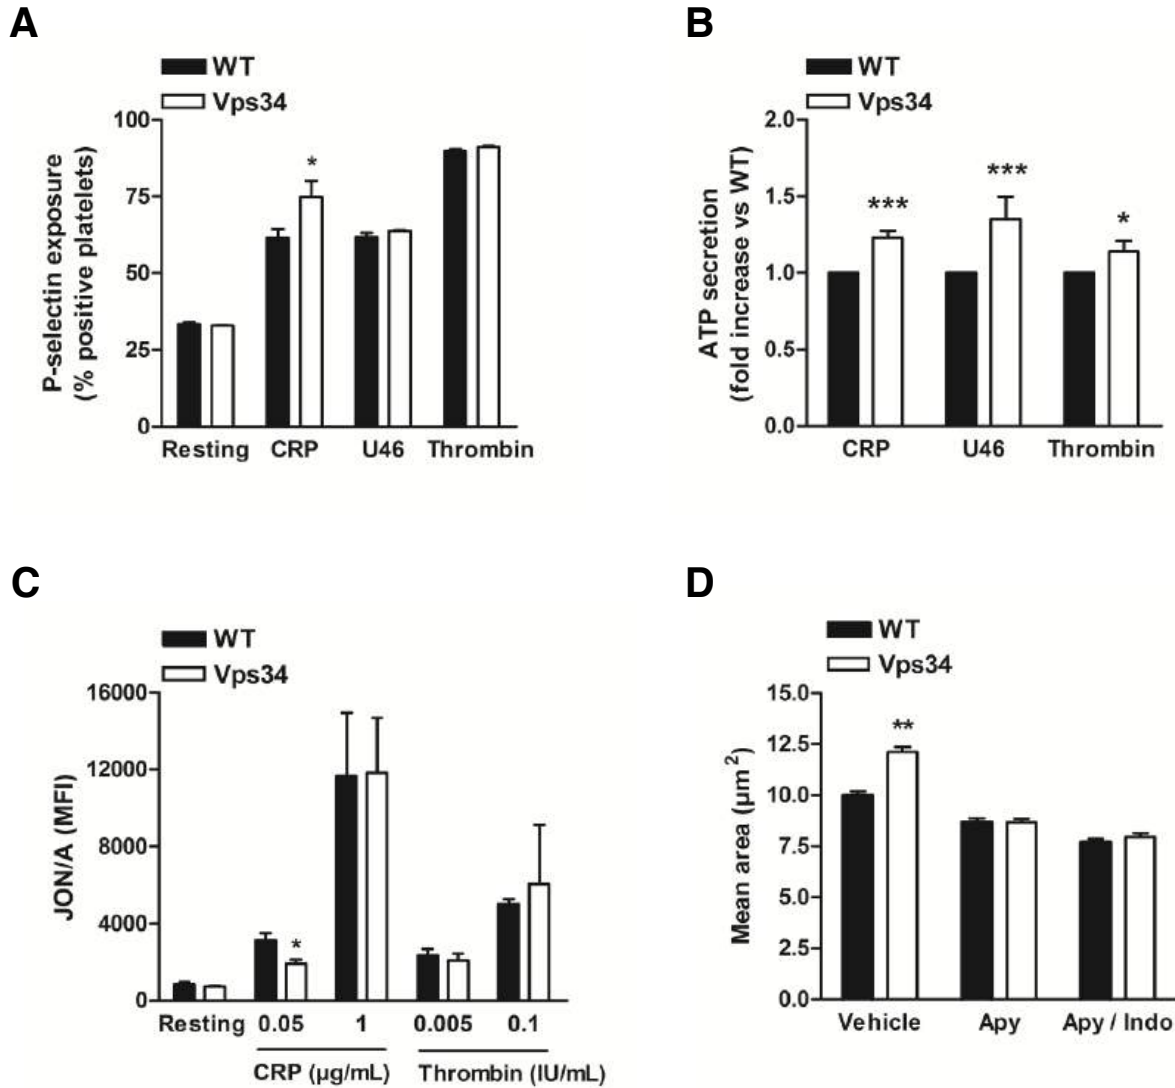 A
WT
Vps34
P-selectin exposure
(% positive platelets)
100
75
50
25
0
*
Resting CRP U46 Thrombin
B
WT
Vps34
ATP secretion
(fold increase vs WT)
2.0
1.5
1.0
0.5
0.0
*** *** *
CRP U46 Thrombin
C
WT
Vps34
JON/A (MFI)
16000
12000
8000
4000
0
*
Resting 0.05 1 0.005 0.1
CRP (µg/mL) Thrombin (IU/mL)
D
WT
Vps34
Mean area (µm²)
15.0
12.5
10.0
7.5
5.0
2.5
0.0
**
Vehicle Apy Apy / Indo